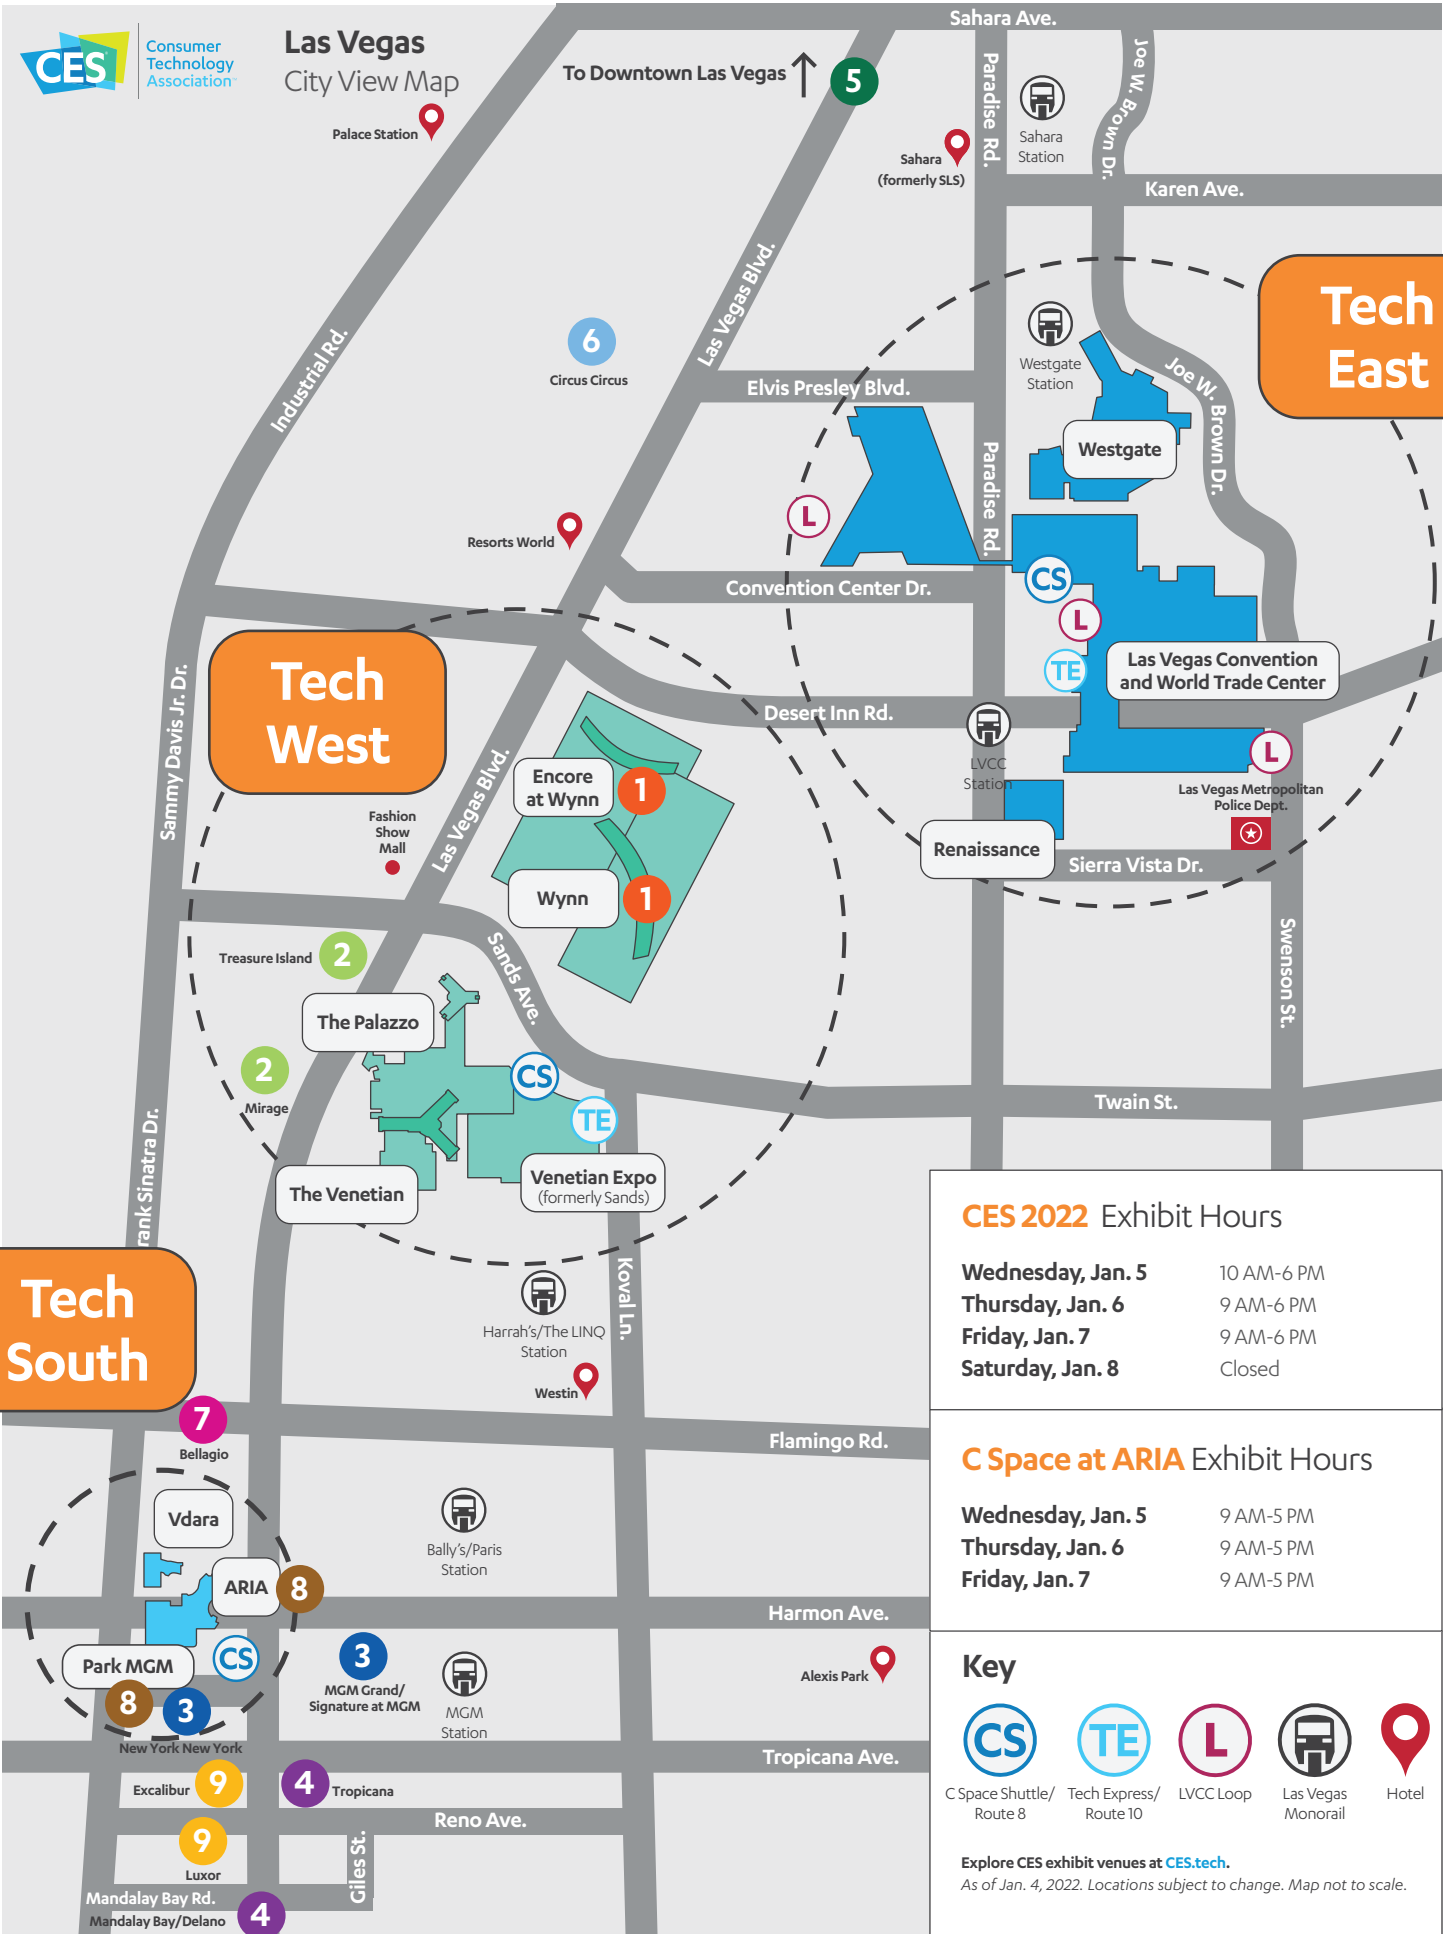 CES
Consumer
Technology
Association
Las Vegas
City View Map
Sahara Ave.
To Downtown Las Vegas
5
Palace Station
Paradise Rd.
Joe W. Brown Dr.
Sahara
Station
Sahara
(formerly SLS)
Karen Ave.
Las Vegas Blvd.
Industrial Rd.
6
Circus Circus
Tech
East
Westgate
Station
Elvis Presley Blvd.
Joe W. Brown Dr.
Westgate
Paradise Rd.
L
Resorts World
Convention Center Dr.
CS
L
TE
Las Vegas Convention
and World Trade Center
Tech
West
Sammy Davis Jr. Dr.
Desert Inn Rd.
LVCC
Station
L
Las Vegas Metropolitan
Police Dept.
Encore
at Wynn
1
Las Vegas Blvd.
Fashion
Show
Mall
Renaissance
Sierra Vista Dr.
Wynn
1
Swenson St.
Sands Ave.
Treasure Island
2
The Palazzo
2
Mirage
CS
TE
Twain St.
rank Sinatra Dr.
The Venetian
Venetian Expo
(formerly Sands)
Koval Ln.
Tech
South
Harrah's/The LINQ
Station
Westin
7
Bellagio
Flamingo Rd.
Vdara
Bally's/Paris
Station
ARIA
8
Harmon Ave.
Park MGM
CS
8
3
New York New York
3
MGM Grand/
Signature at MGM
MGM
Station
Alexis Park
Tropicana Ave.
Excalibur
9
4
Tropicana
Reno Ave.
9
Luxor
Giles St.
Mandalay Bay Rd.
Mandalay Bay/Delano
4
CES 2022 Exhibit Hours
Wednesday, Jan. 5 10 AM-6 PM
Thursday, Jan. 6 9 AM-6 PM
Friday, Jan. 7 9 AM-6 PM
Saturday, Jan. 8 Closed
C Space at ARIA Exhibit Hours
Wednesday, Jan. 5 9 AM-5 PM
Thursday, Jan. 6 9 AM-5 PM
Friday, Jan. 7 9 AM-5 PM
Key
CS
TE
L
C Space Shuttle/
Route 8
Tech Express/
Route 10
LVCC Loop
Las Vegas
Monorail
Hotel
Explore CES exhibit venues at CES.tech.
As of Jan. 4, 2022. Locations subject to change. Map not to scale.